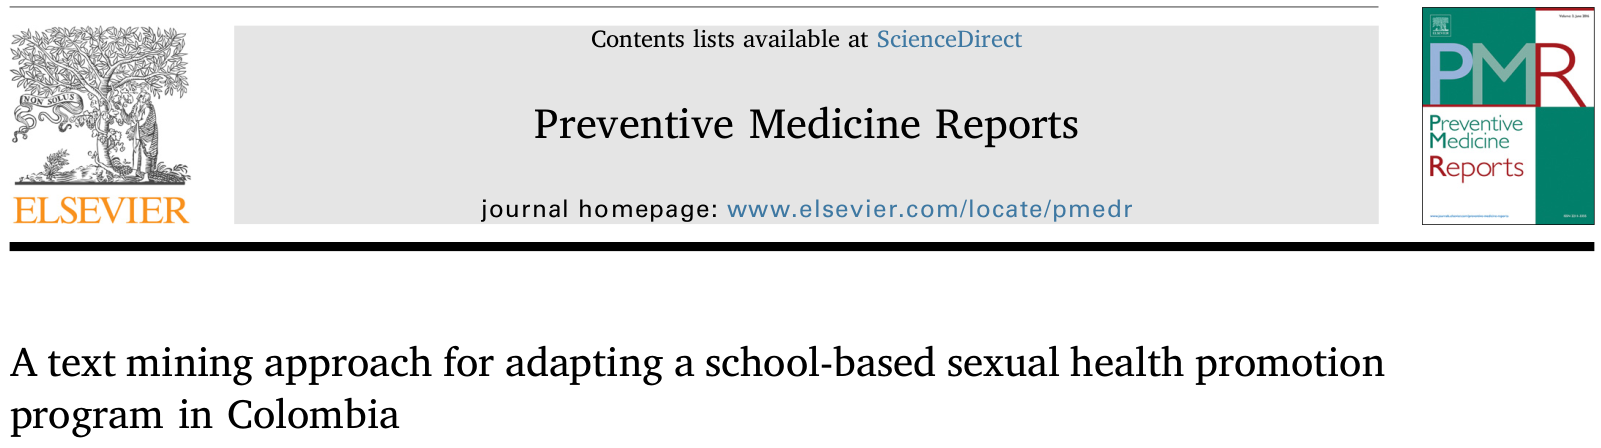 Contents lists available at ScienceDirect
Preventive Medicine Reports
journal homepage: www.elsevier.com/locate/pmedr
NON SOLUS
ELSEVIER
PMR
Preventive
Medicine
Reports
A text mining approach for adapting a school-based sexual health promotion
program in Colombia